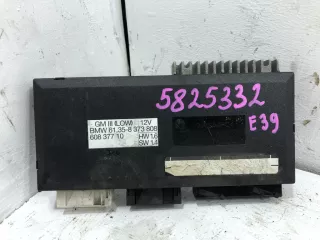 5825332
E39
GM III (LOW) 12V
BMW 61.35-8 373 808
608 377 10 HW 1.6
SW 1.4